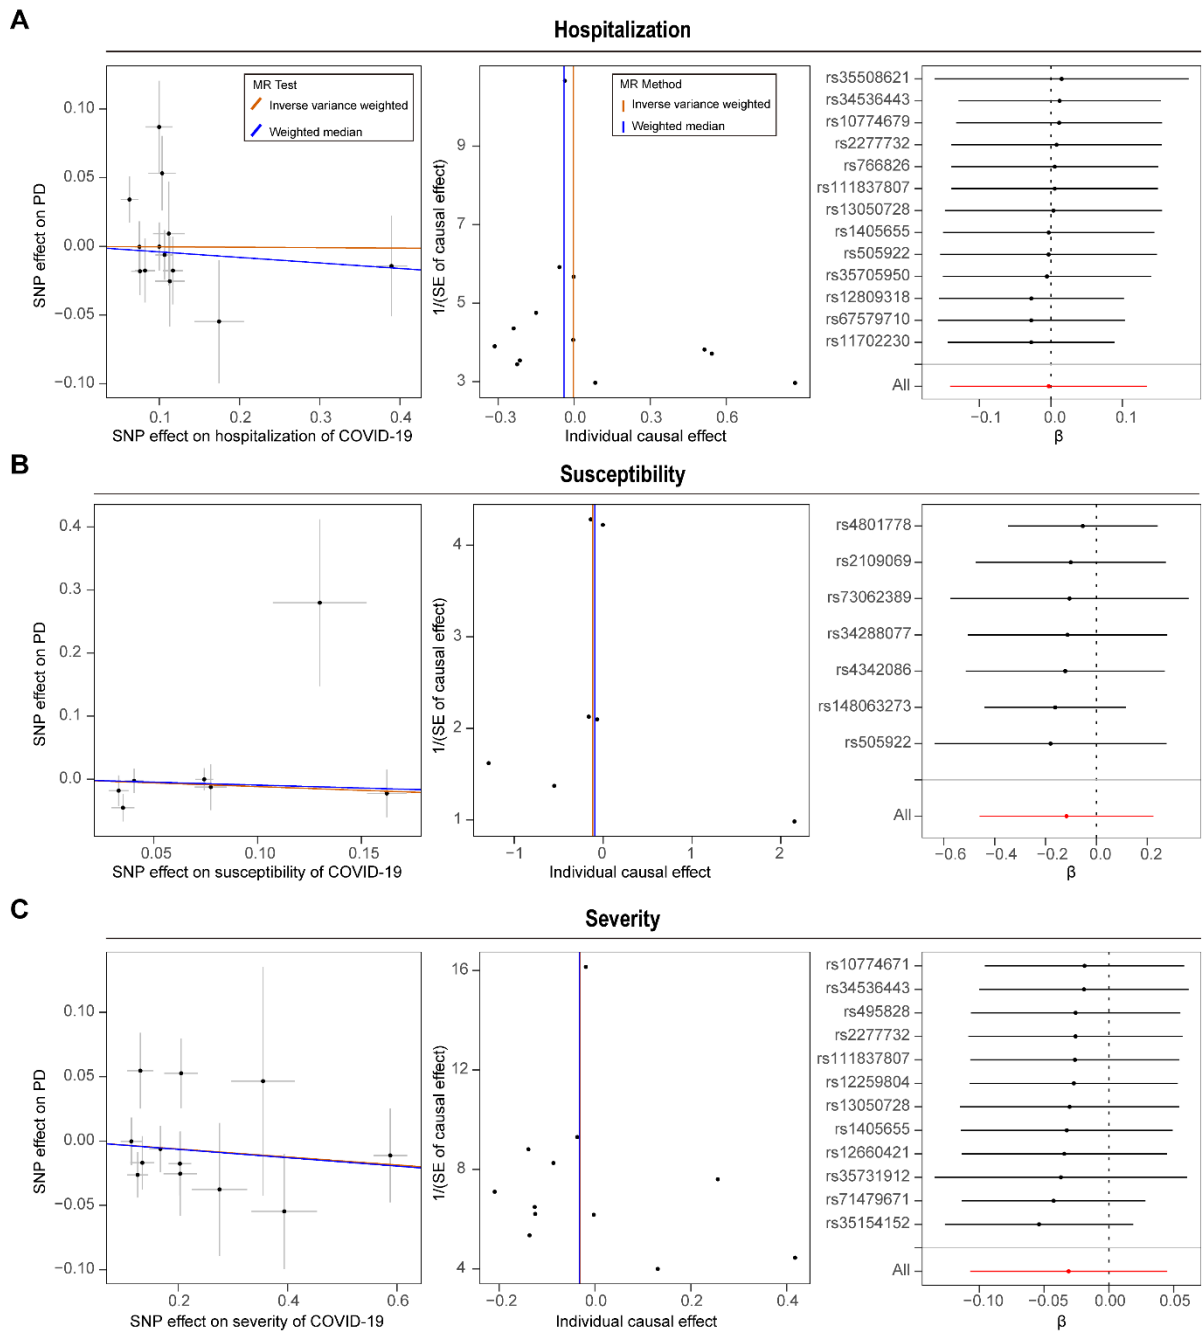 A
Hospitalization
0.10
0.05
0.00
−0.05
−0.10
SNP effect on PD
0.1
0.2
0.3
0.4
SNP effect on hospitalization of COVID-19
MR Test
Inverse variance weighted
Weighted median
9
7
5
3
1/(SE of causal effect)
−0.3
0.0
0.3
0.6
Individual causal effect
MR Method
Inverse variance weighted
Weighted median
rs35508621
rs34536443
rs10774679
rs2277732
rs766826
rs111837807
rs13050728
rs1405655
rs505922
rs35705950
rs12809318
rs67579710
rs11702230
All
−0.1
0.0
0.1
β
B
Susceptibility
0.4
0.3
0.2
0.1
0.0
SNP effect on PD
0.05
0.10
0.15
SNP effect on susceptibility of COVID-19
4
3
2
1
1/(SE of causal effect)
−1
0
1
2
Individual causal effect
rs4801778
rs2109069
rs73062389
rs34288077
rs4342086
rs148063273
rs505922
All
−0.6
−0.4
−0.2
0.0
0.2
β
C
Severity
0.10
0.05
0.00
−0.05
−0.10
SNP effect on PD
0.2
0.4
0.6
SNP effect on severity of COVID-19
16
12
8
4
1/(SE of causal effect)
−0.2
0.0
0.2
0.4
Individual causal effect
rs10774671
rs34536443
rs495828
rs2277732
rs111837807
rs12259804
rs13050728
rs1405655
rs12660421
rs35731912
rs71479671
rs35154152
All
−0.10
−0.05
0.00
0.05
β